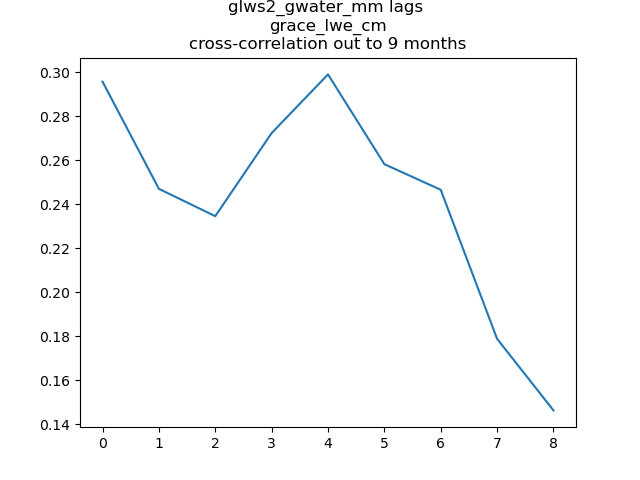 glws2_gwater_mm lags
grace_lwe_cm
cross-correlation out to 9 months
0.30
0.28
0.26
0.24
0.22
0.20
0.18
0.16
0.14
0 1 2 3 4 5 6 7 8